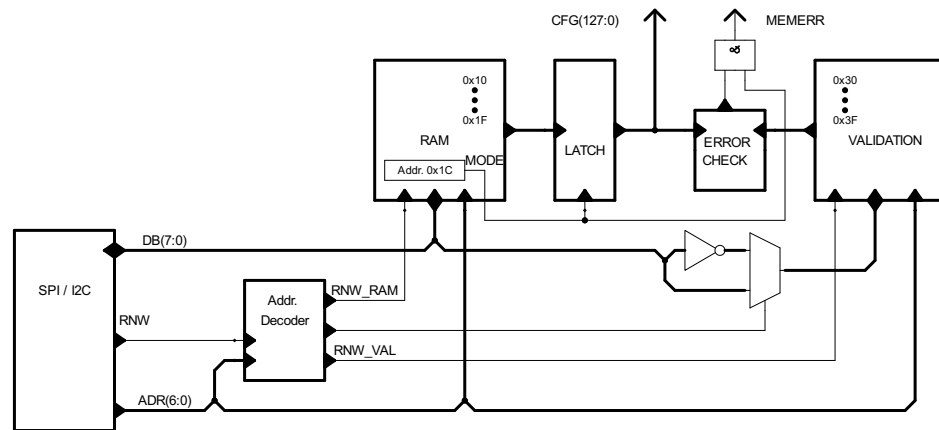 CFG(127:0)
MEMERR
&
0x10
0x1F
RAM
MODE
Addr. 0x1C
LATCH
ERROR
CHECK
0x30
0x3F
VALIDATION
SPI / I2C
DB(7:0)
RNW
ADR(6:0)
Addr.
Decoder
RNW_RAM
RNW_VAL